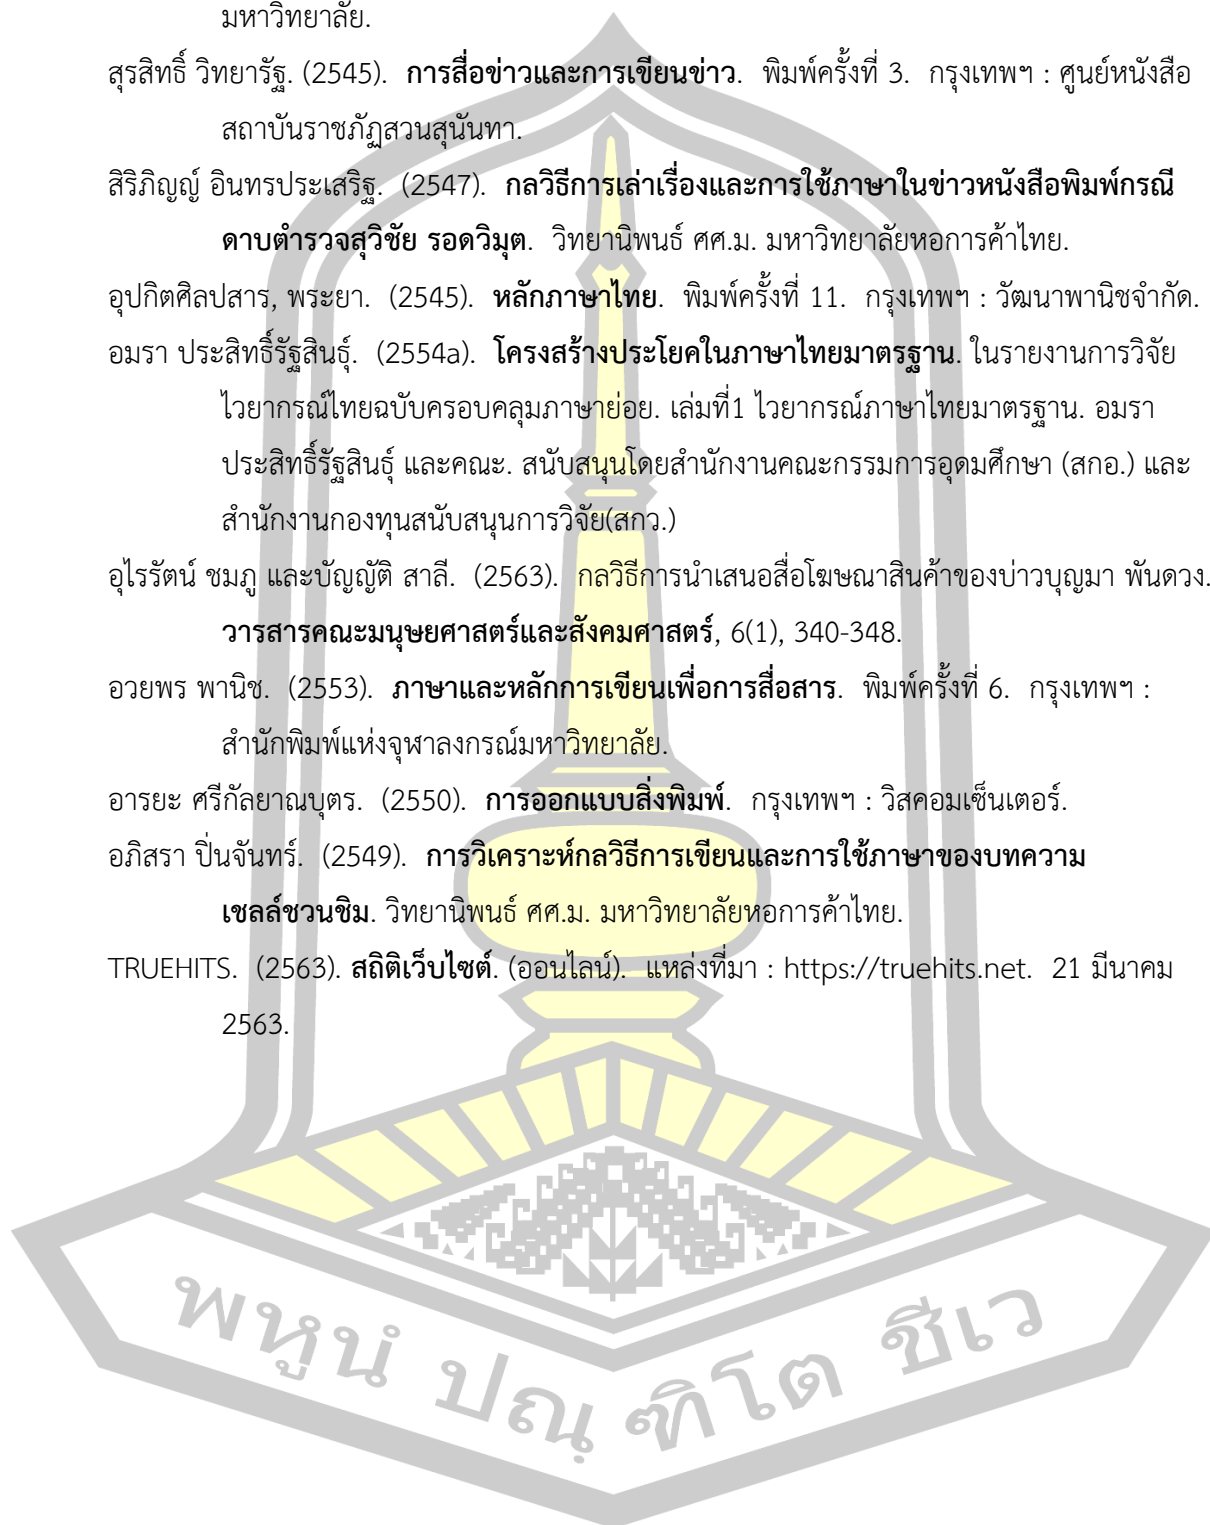 มหาวิทยาลัย.
สุรสิทธิ์ วิทยารัฐ. (2545). การสื่อข่าวและการเขียนข่าว. พิมพ์ครั้งที่ 3. กรุงเทพฯ : ศูนย์หนังสือ
สถาบันราชภัฏสวนสุนันทา.
สิริภิญญ์ อินทรประเสริฐ. (2547). กลวิธีการเล่าเรื่องและการใช้ภาษาในข่าวหนังสือพิมพ์กรณี
ดาบตำรวจสุวิชัย รอดวิมุต. วิทยานิพนธ์ ศศ.ม. มหาวิทยาลัยหอการค้าไทย.
อุปกิตศิลปสาร, พระยา. (2545). หลักภาษาไทย. พิมพ์ครั้งที่ 11. กรุงเทพฯ : วัฒนาพานิชจำกัด.
อมรา ประสิทธิ์รัฐสินธุ์. (2554a). โครงสร้างประโยคในภาษาไทยมาตรฐาน. ในรายงานการวิจัย
ไวยากรณ์ไทยฉบับครอบคลุมภาษาย่อย. เล่มที่1 ไวยากรณ์ภาษาไทยมาตรฐาน. อมรา
ประสิทธิ์รัฐสินธุ์ และคณะ. สนับสนุนโดยสำนักงานคณะกรรมการอุดมศึกษา (สกอ.) และ
สำนักงานกองทุนสนับสนุนการวิจัย(สกว.)
อุไรรัตน์ ชมภู และบัญญัติ สาลี. (2563). กลวิธีการนำเสนอสื่อโฆษณาสินค้าของบ่าวบุญมา พันดวง.
วารสารคณะมนุษยศาสตร์และสังคมศาสตร์, 6(1), 340-348.
อวยพร พานิช. (2553). ภาษาและหลักการเขียนเพื่อการสื่อสาร. พิมพ์ครั้งที่ 6. กรุงเทพฯ :
สำนักพิมพ์แห่งจุฬาลงกรณ์มหาวิทยาลัย.
อารยะ ศรีกัลยาณบุตร. (2550). การออกแบบสิ่งพิมพ์. กรุงเทพฯ : วิสคอมเซ็นเตอร์.
อภิสรา ปิ่นจันทร์. (2549). การวิเคราะห์กลวิธีการเขียนและการใช้ภาษาของบทความ
เชลล์ชวนชิม. วิทยานิพนธ์ ศศ.ม. มหาวิทยาลัยหอการค้าไทย.
TRUEHITS. (2563). สถิติเว็บไซต์. (ออนไลน์). แหล่งที่มา : https://truehits.net. 21 มีนาคม
2563.
พหูนํ ปณฺฑิโต ชีเว